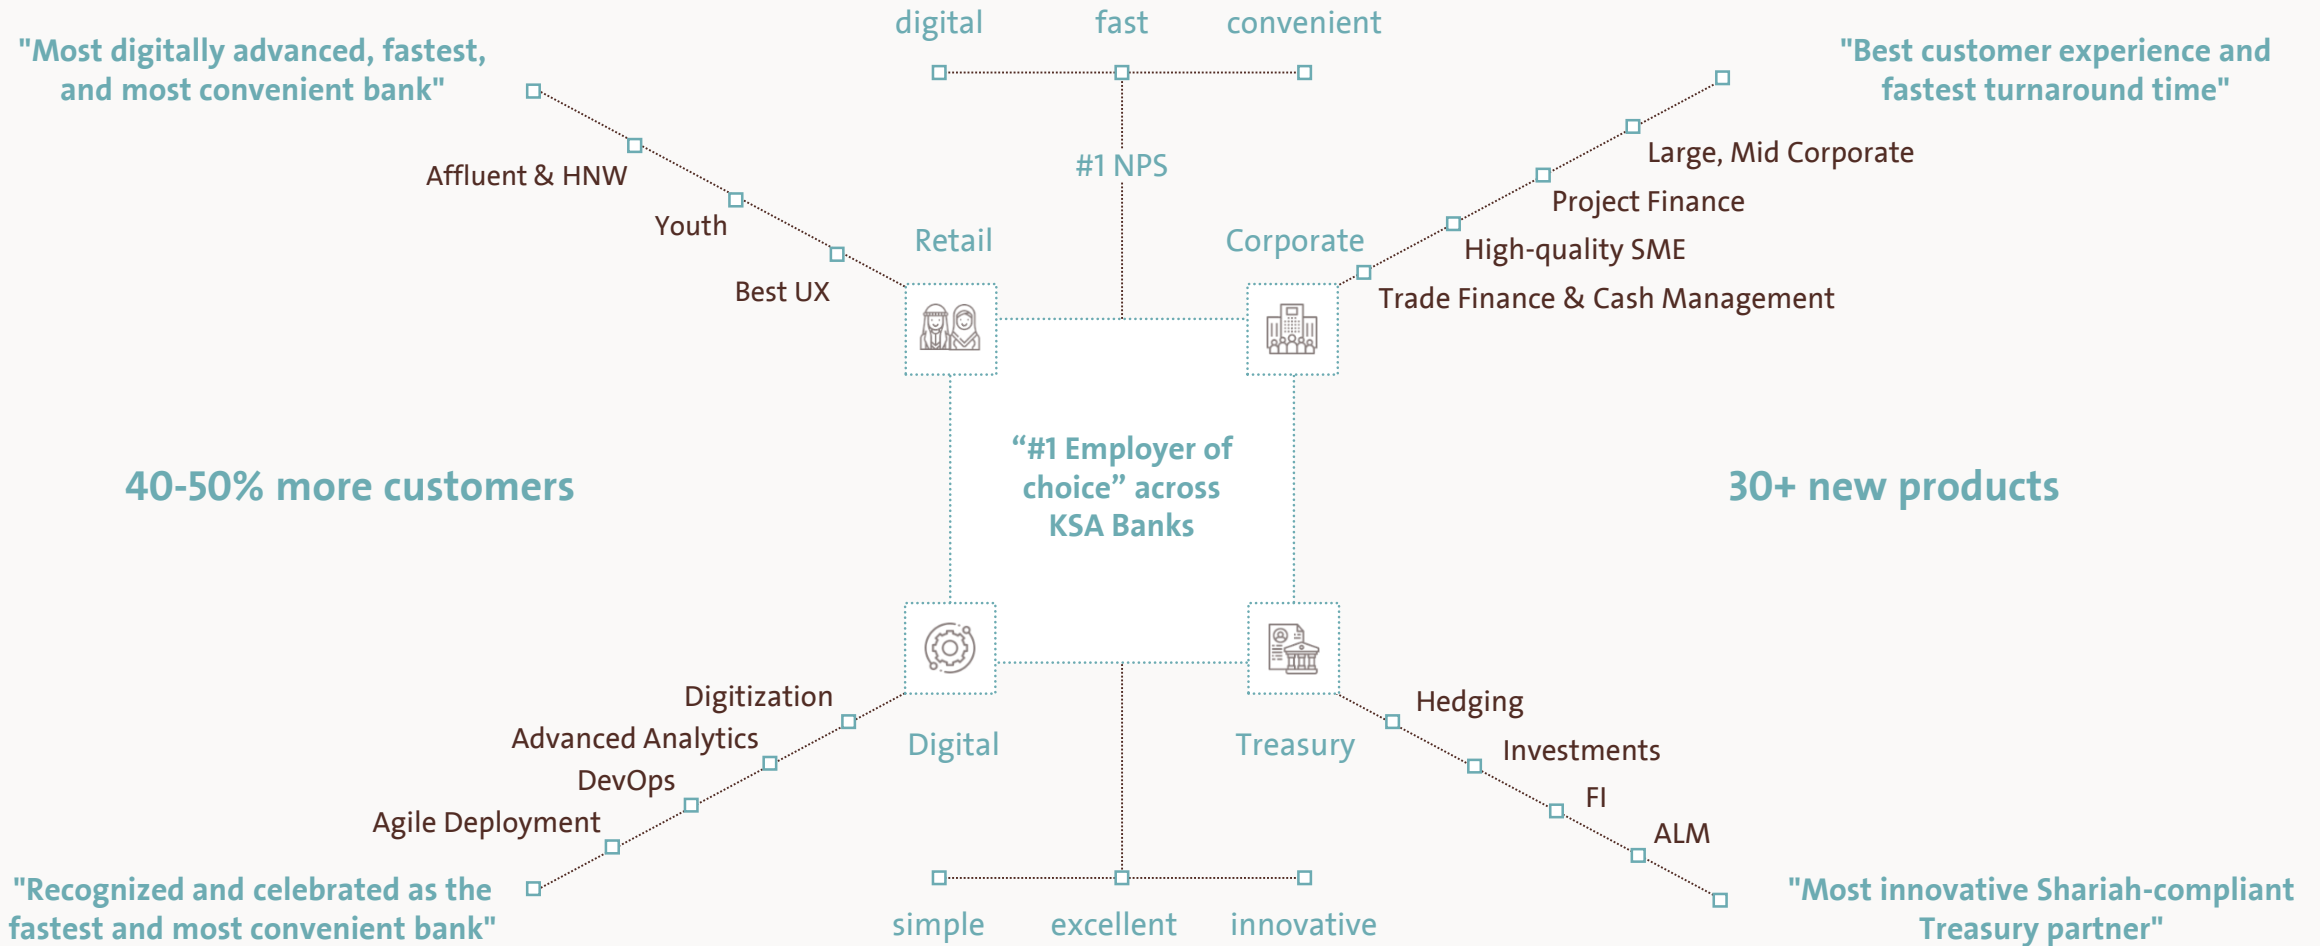 digital
fast
convenient
"Most digitally advanced, fastest,
and most convenient bank"
"Best customer experience and
fastest turnaround time"
#1 NPS
Affluent & HNW
Youth
Best UX
Retail
Corporate
Large, Mid Corporate
Project Finance
High-quality SME
Trade Finance & Cash Management
40-50% more customers
“#1 Employer of
choice” across
KSA Banks
30+ new products
Digitization
Advanced Analytics
DevOps
Agile Deployment
Digital
Treasury
Hedging
Investments
FI
ALM
"Recognized and celebrated as the
fastest and most convenient bank"
simple
excellent
innovative
"Most innovative Shariah-compliant
Treasury partner"